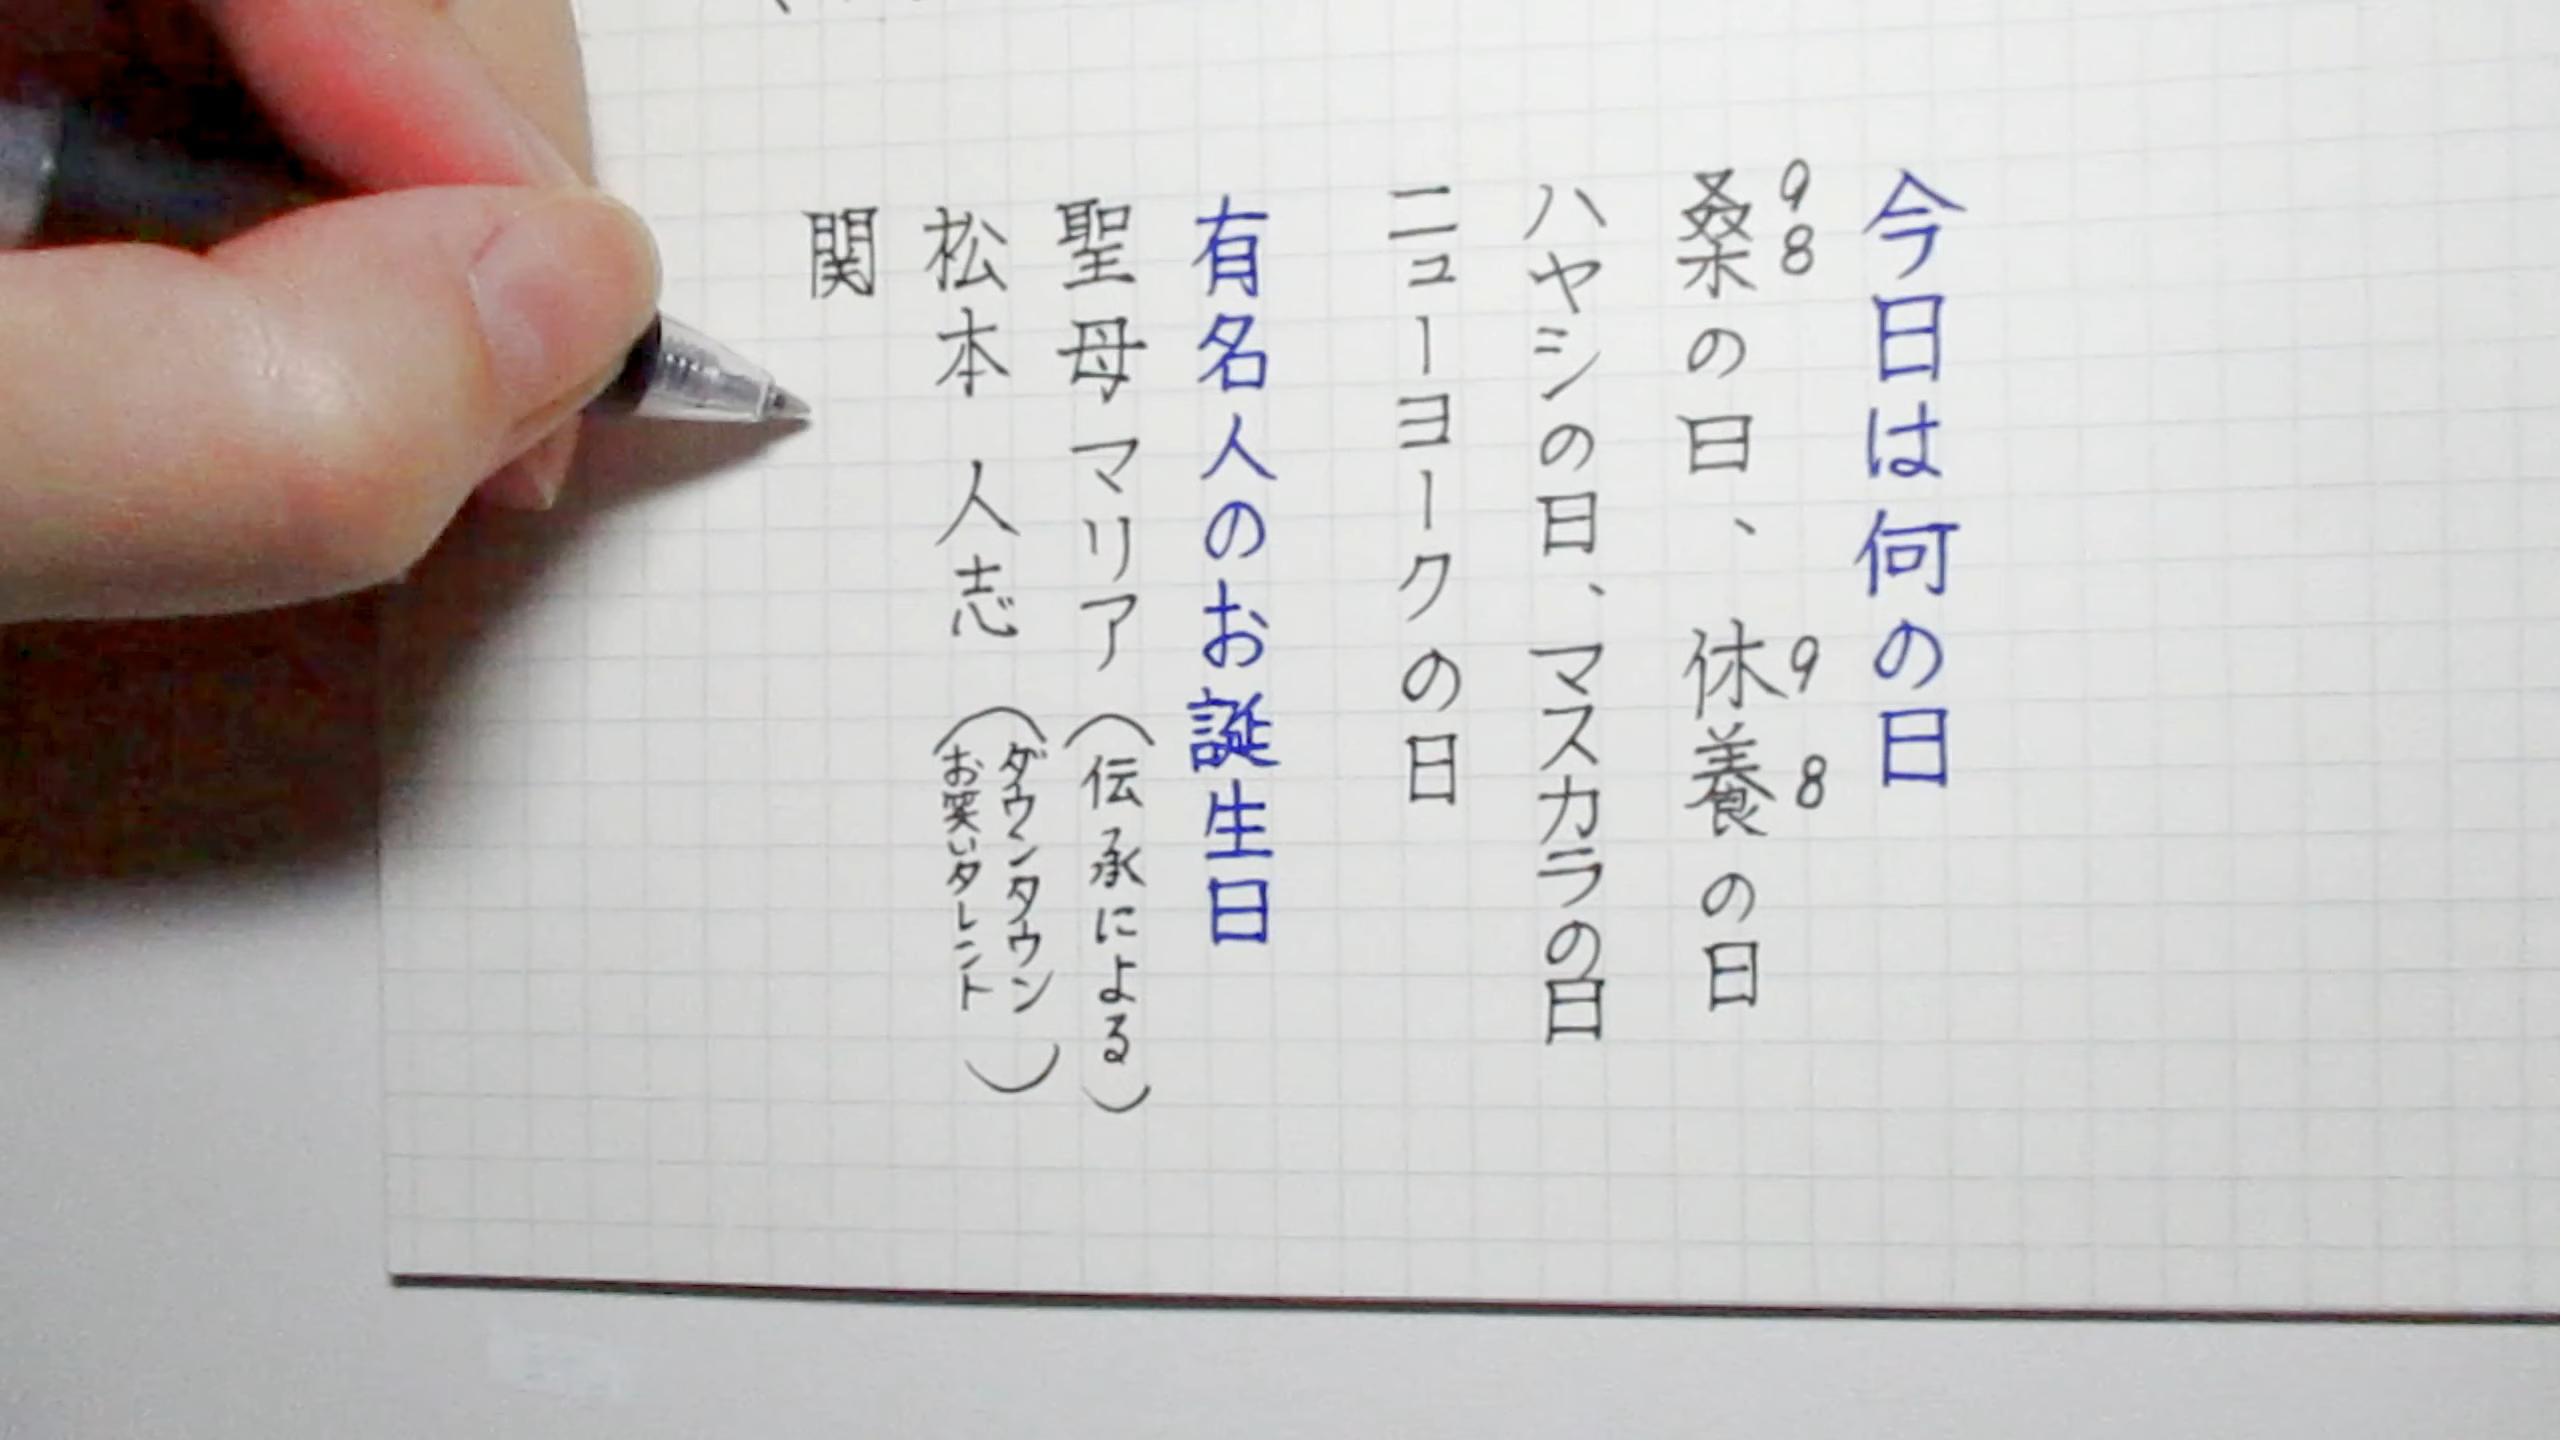 今日は何の日
98 9 8
桑の日、休養の日
ハヤシの日、マスカラの日
ニューヨークの日
有名人のお誕生日
聖母マリア(伝承による)
松本人志(ダウンタウン
お笑いタレント)
関